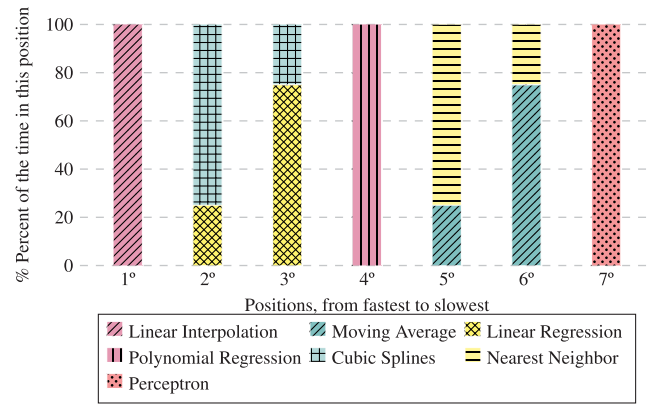 % Percent of the time in this position
100
80
60
40
20
0
1º 2º 3º 4º 5º 6º 7º
Positions, from fastest to slowest
Linear Interpolation Moving Average Linear Regression
Polynomial Regression Cubic Splines Nearest Neighbor
Perceptron